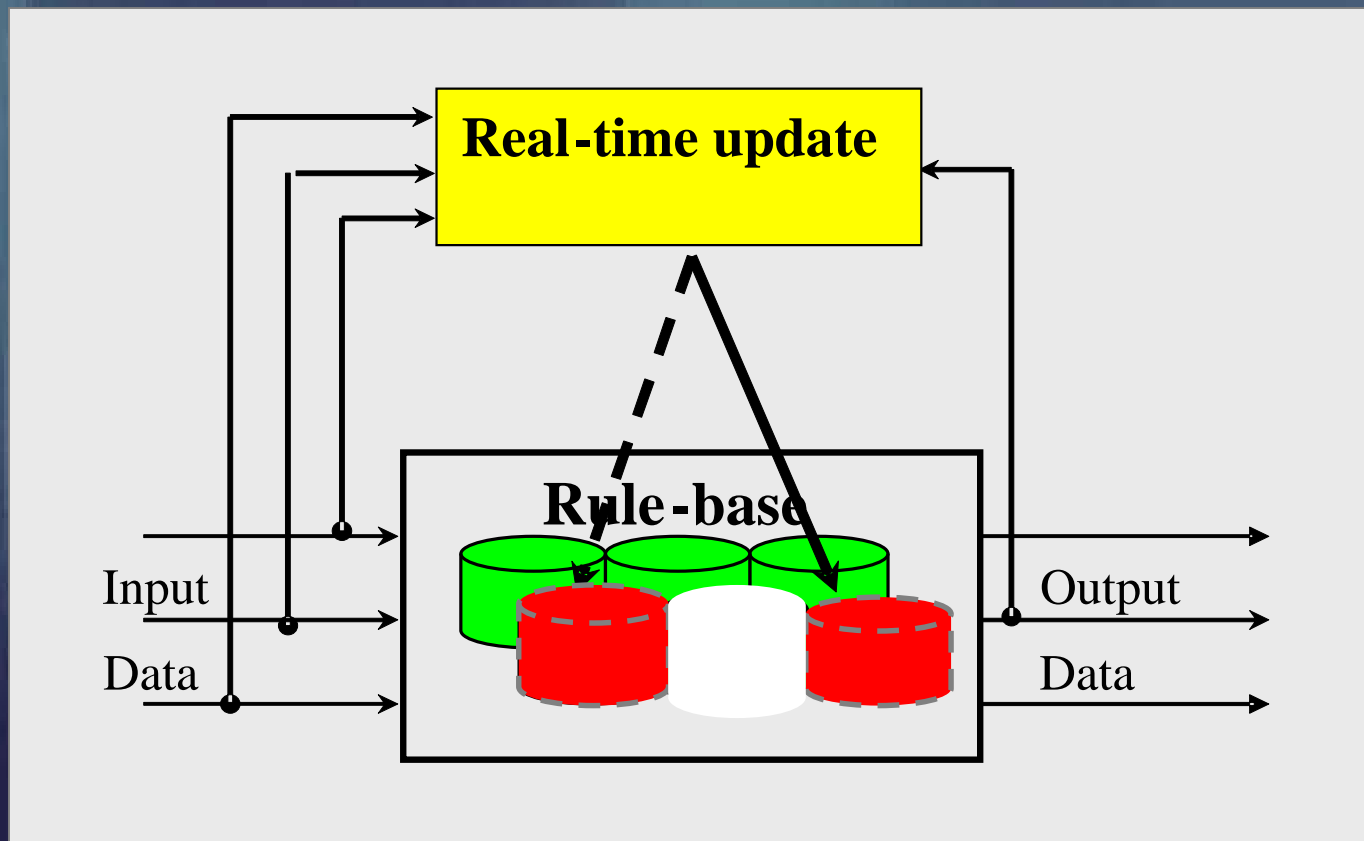 Real-time update
Rule-base
Input
Data
Output
Data